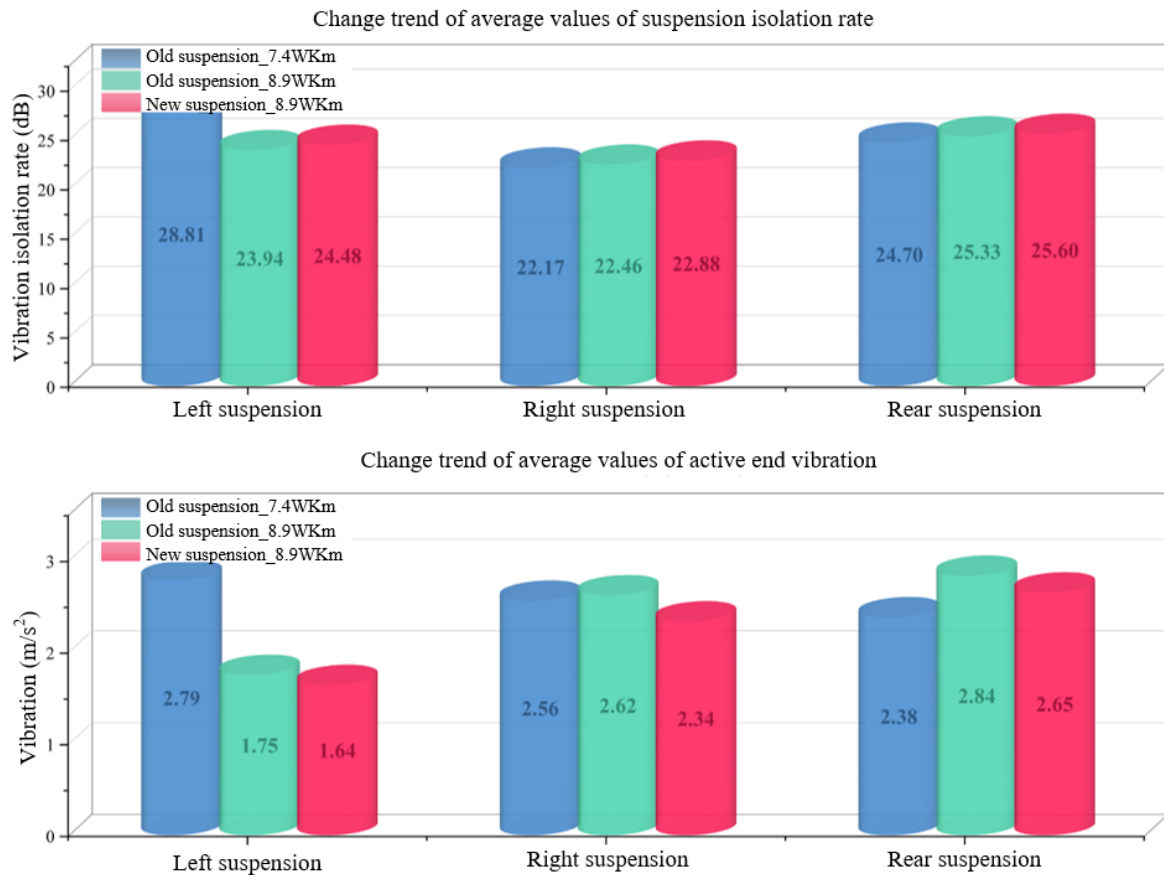 Change trend of average values of suspension isolation rate
Old suspension_7.4WKm
Old suspension_8.9WKm
New suspension_8.9WKm
Vibration isolation rate (dB)
30
25
20
15
10
5
0
28.81
23.94
24.48
22.17
22.46
22.88
24.70
25.33
25.60
Left suspension
Right suspension
Rear suspension
Change trend of average values of active end vibration
Old suspension_7.4WKm
Old suspension_8.9WKm
New suspension_8.9WKm
Vibration (m/s²)
3
2
1
0
2.79
1.75
1.64
2.56
2.62
2.34
2.38
2.84
2.65
Left suspension
Right suspension
Rear suspension